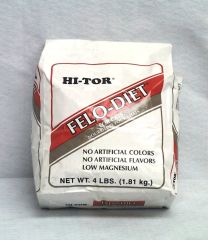 HI-TOR®
FELO-DIET
NO ARTIFICIAL COLORS
NO ARTIFICIAL FLAVORS
LOW MAGNESIUM
NET WT. 4 LBS. (1.81 kg.)